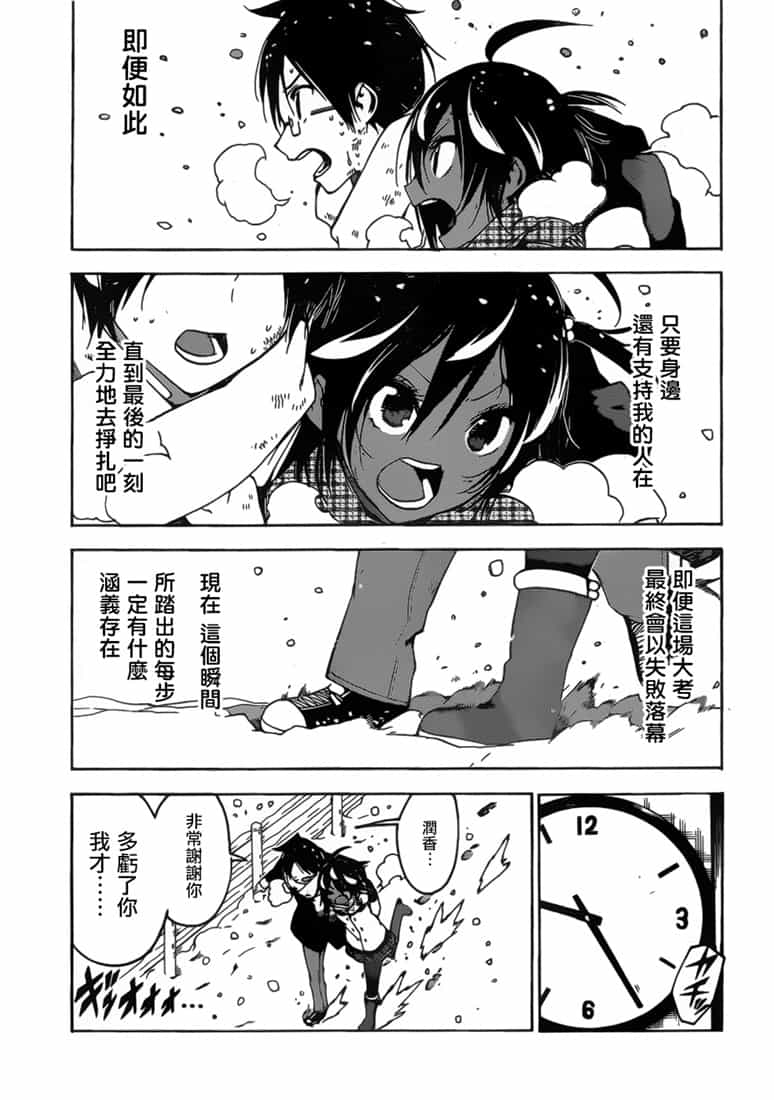 即便如此
只要身邊
還有支持我的人在
直到最後的一刻
全力地去掙扎吧
即便這場大考
最終會以失敗落幕
現在 這個瞬間
所踏出的每步
一定有什麼
涵義存在
12
3
6
カチッ
潤香…
非常謝謝你
多虧了你
我才……